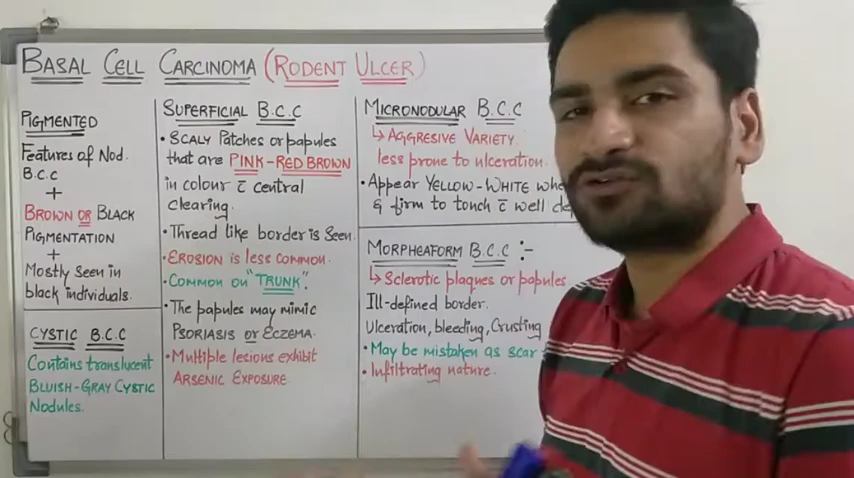 BASAL CELL CARCINOMA (RODENT ULCER)
PIGMENTED
Features of Nod.
B.C.C
+
BROWN OR BLACK
PIGMENTATION
+
Mostly seen in
black individuals.
CYSTIC B.C.C
Contains translucent
BLUISH-GRAY CYSTIC
Nodules.
SUPERFICIAL B.C.C
• SCALY Patches or papules
that are PINK-RED BROWN
in colour c̄ central
clearing.
• Thread like border is seen
• EROSION is LESS COMMON.
• COMMON on "TRUNK".
• The papules may mimic
PSORIASIS or ECZEMA.
• Multiple lesions exhibit
ARSENIC EXPOSURE
MICRONODULAR B.C.C
↳ AGGRESIVE VARIETY
less prone to ulceration.
• Appear YELLOW-WHITE
& firm to touch c̄ well
MORPHEAFORM B.C.C :-
↳ Sclerotic plaques or papules
Ill-defined border.
Ulceration, bleeding, Crusting
• May be mistaken as scar
• Infiltrating nature.